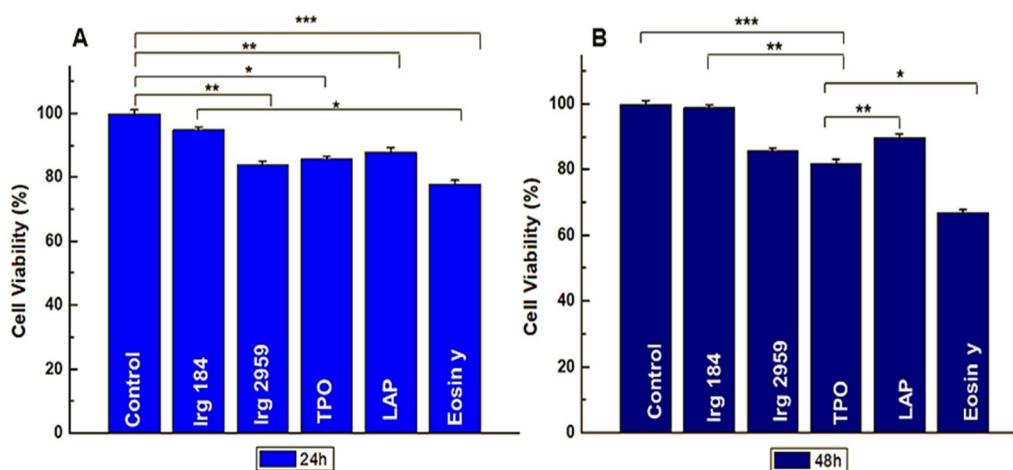 A
***
**
*
**
*
Cell Viability (%)
100
80
60
40
20
0
Control
Irg 184
Irg 2959
TPO
LAP
Eosin y
24h
B
***
**
*
**
Cell Viability (%)
100
80
60
40
20
0
Control
Irg 184
Irg 2959
TPO
LAP
Eosin y
48h